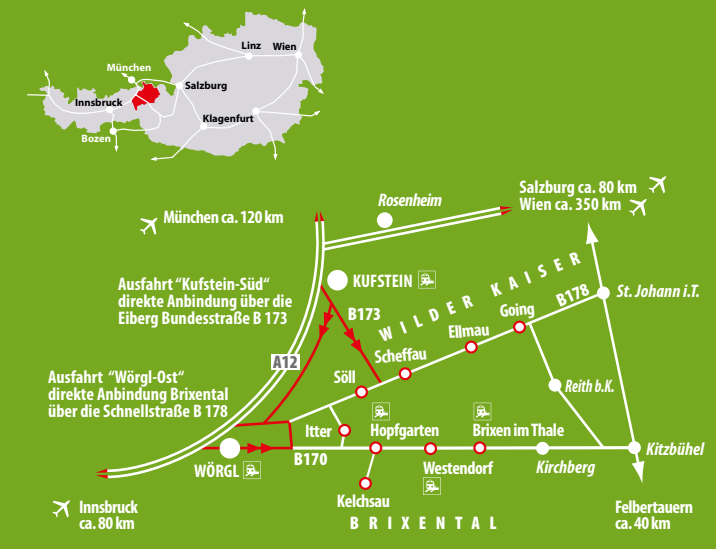 Linz
Wien
München
Salzburg
Innsbruck
Klagenfurt
Bozen
Salzburg ca. 80 km
Wien ca. 350 km
Rosenheim
München ca. 120 km
KUFSTEIN
WILDER KAISER
B178
St. Johann i.T.
Ausfahrt “Kufstein-Süd”
direkte Anbindung über die
Eiberg Bundesstraße B 173
B173
Going
Ellmau
Scheffau
A12
Söll
Reith b.K.
Ausfahrt “Wörgl-Ost“
direkte Anbindung Brixental
über die Schnellstraße B 178
Itter
Hopfgarten
Brixen im Thale
Kitzbühel
B170
WÖRGL
Westendorf
Kirchberg
Kelchsau
Innsbruck
ca. 80 km
Felbertauern
ca. 40 km
BRIXENTAL